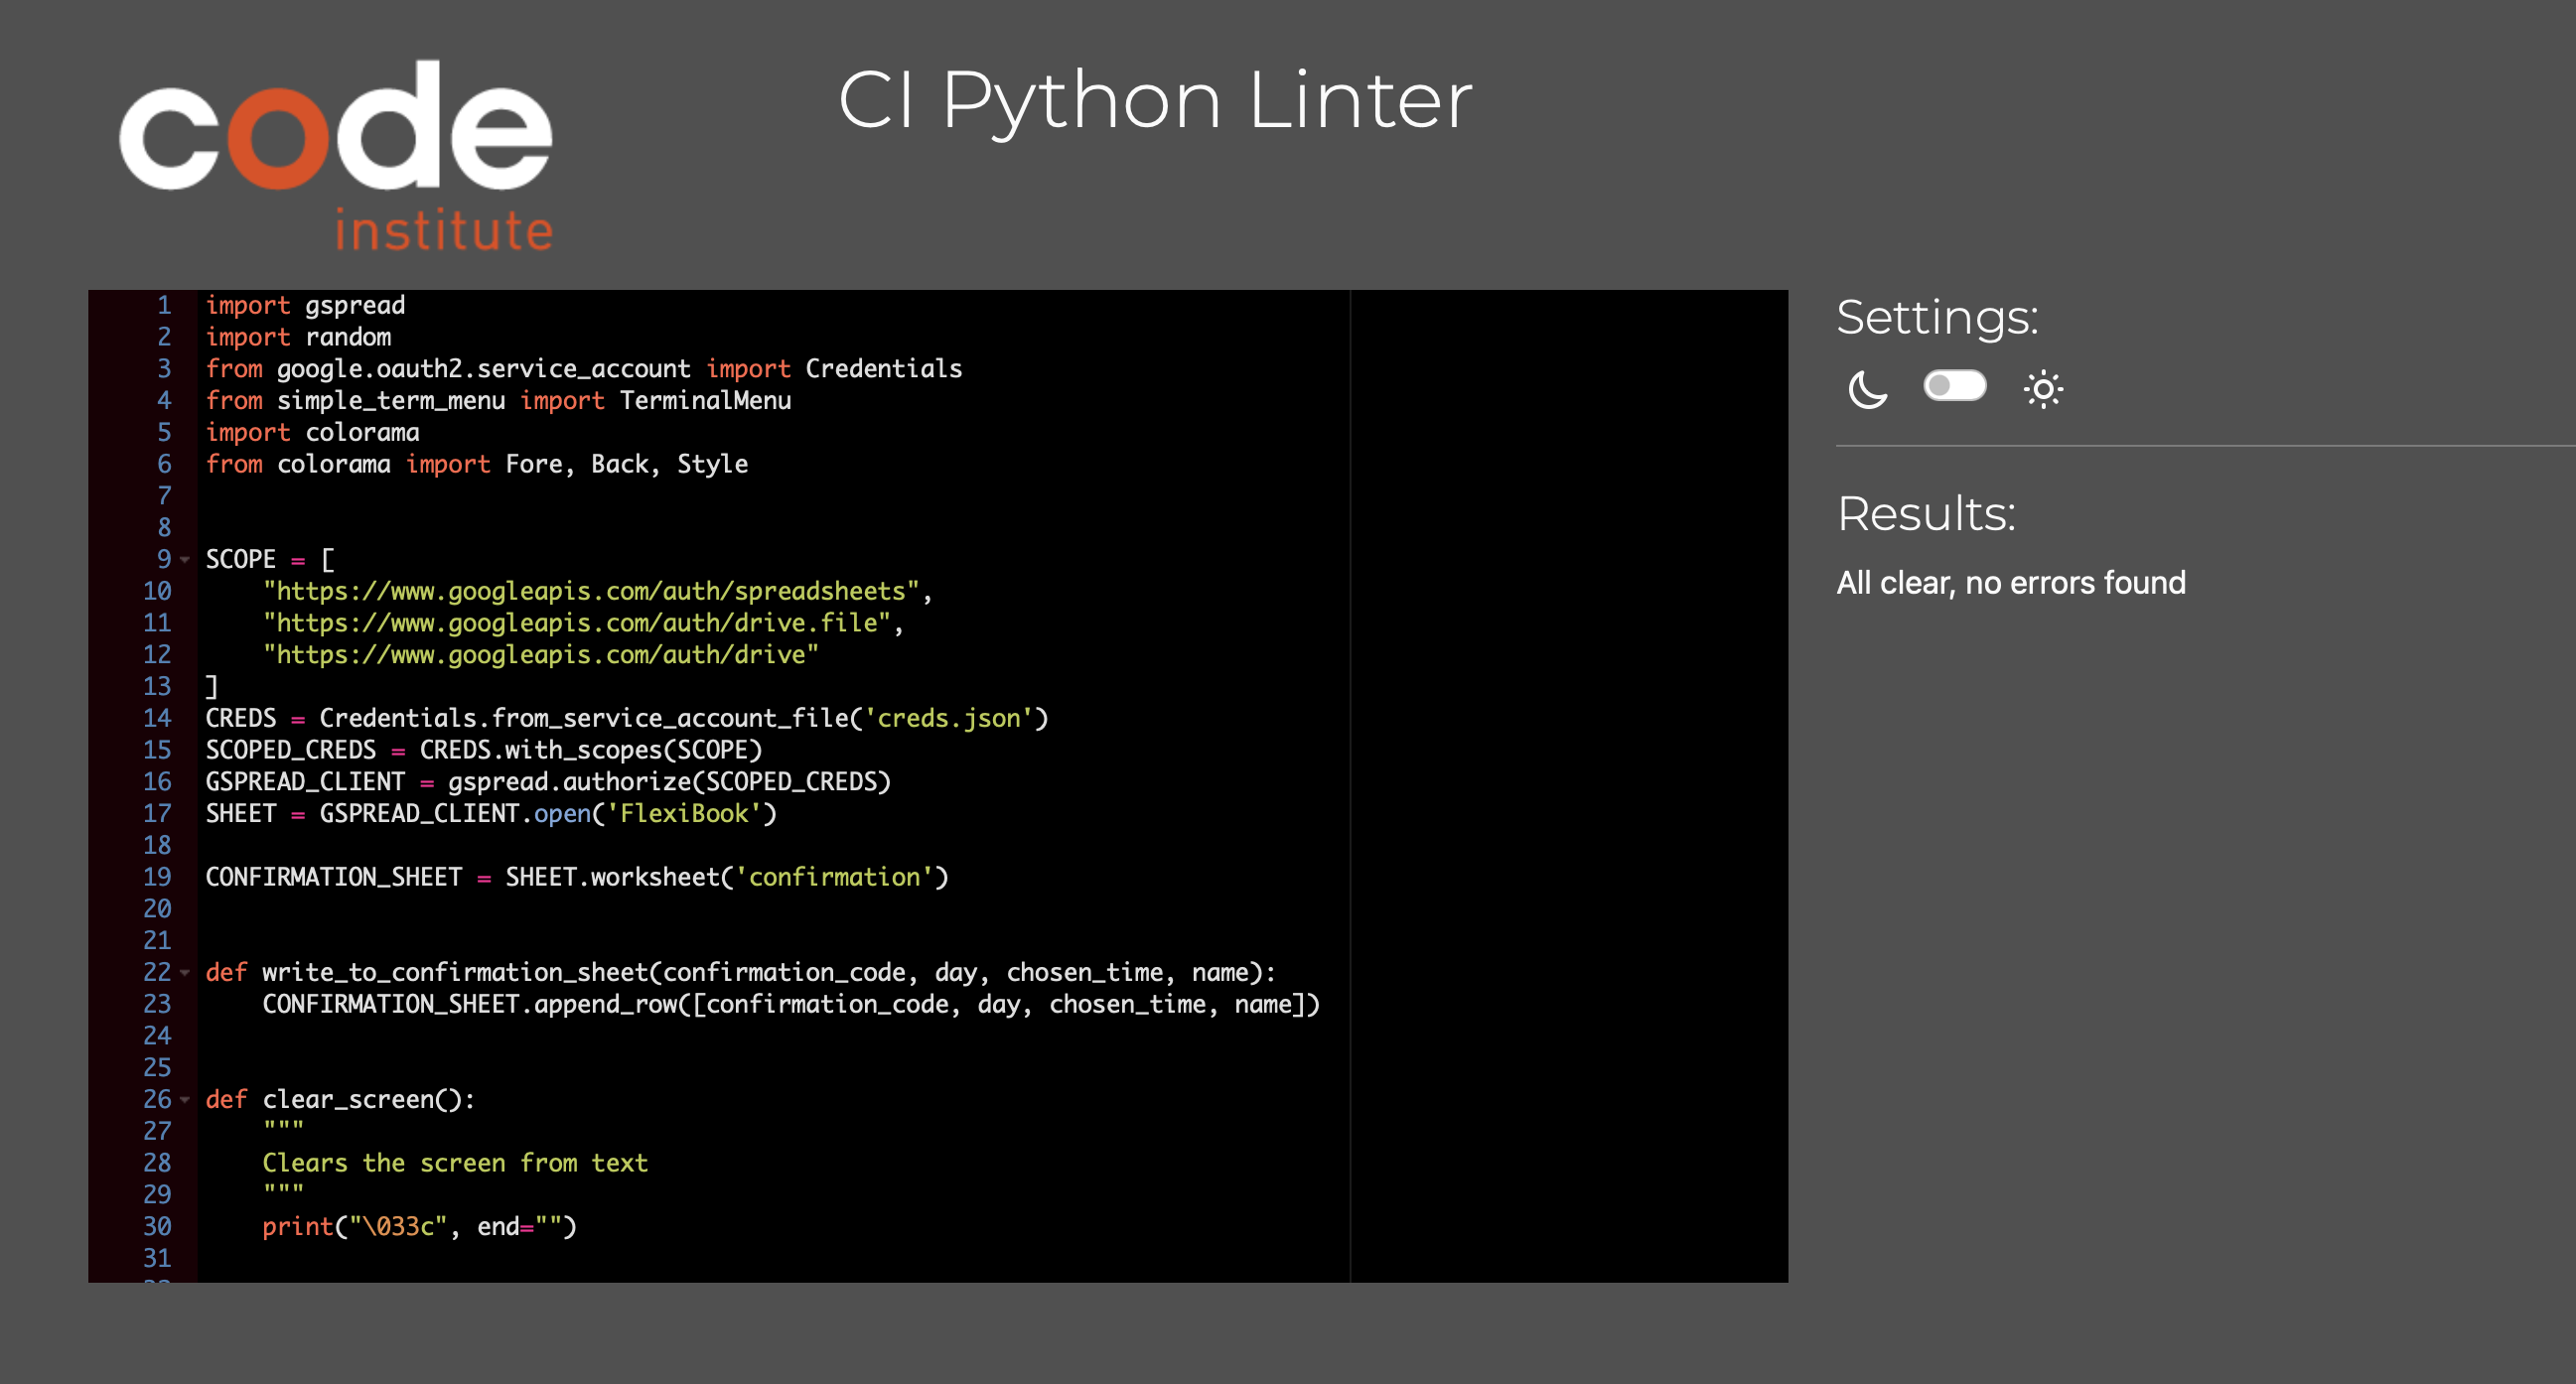 code
institute
CI Python Linter
1 import gspread
2 import random
3 from google.oauth2.service_account import Credentials
4 from simple_term_menu import TerminalMenu
5 import colorama
6 from colorama import Fore, Back, Style
7
8
9 SCOPE = [
10     "https://www.googleapis.com/auth/spreadsheets",
11     "https://www.googleapis.com/auth/drive.file",
12     "https://www.googleapis.com/auth/drive"
13 ]
14 CREDS = Credentials.from_service_account_file('creds.json')
15 SCOPED_CREDS = CREDS.with_scopes(SCOPE)
16 GSPREAD_CLIENT = gspread.authorize(SCOPED_CREDS)
17 SHEET = GSPREAD_CLIENT.open('FlexiBook')
18
19 CONFIRMATION_SHEET = SHEET.worksheet('confirmation')
20
21
22 def write_to_confirmation_sheet(confirmation_code, day, chosen_time, name):
23     CONFIRMATION_SHEET.append_row([confirmation_code, day, chosen_time, name])
24
25
26 def clear_screen():
27     """
28     Clears the screen from text
29     """
30     print("\033c", end="")
31
Settings:
Results:
All clear, no errors found